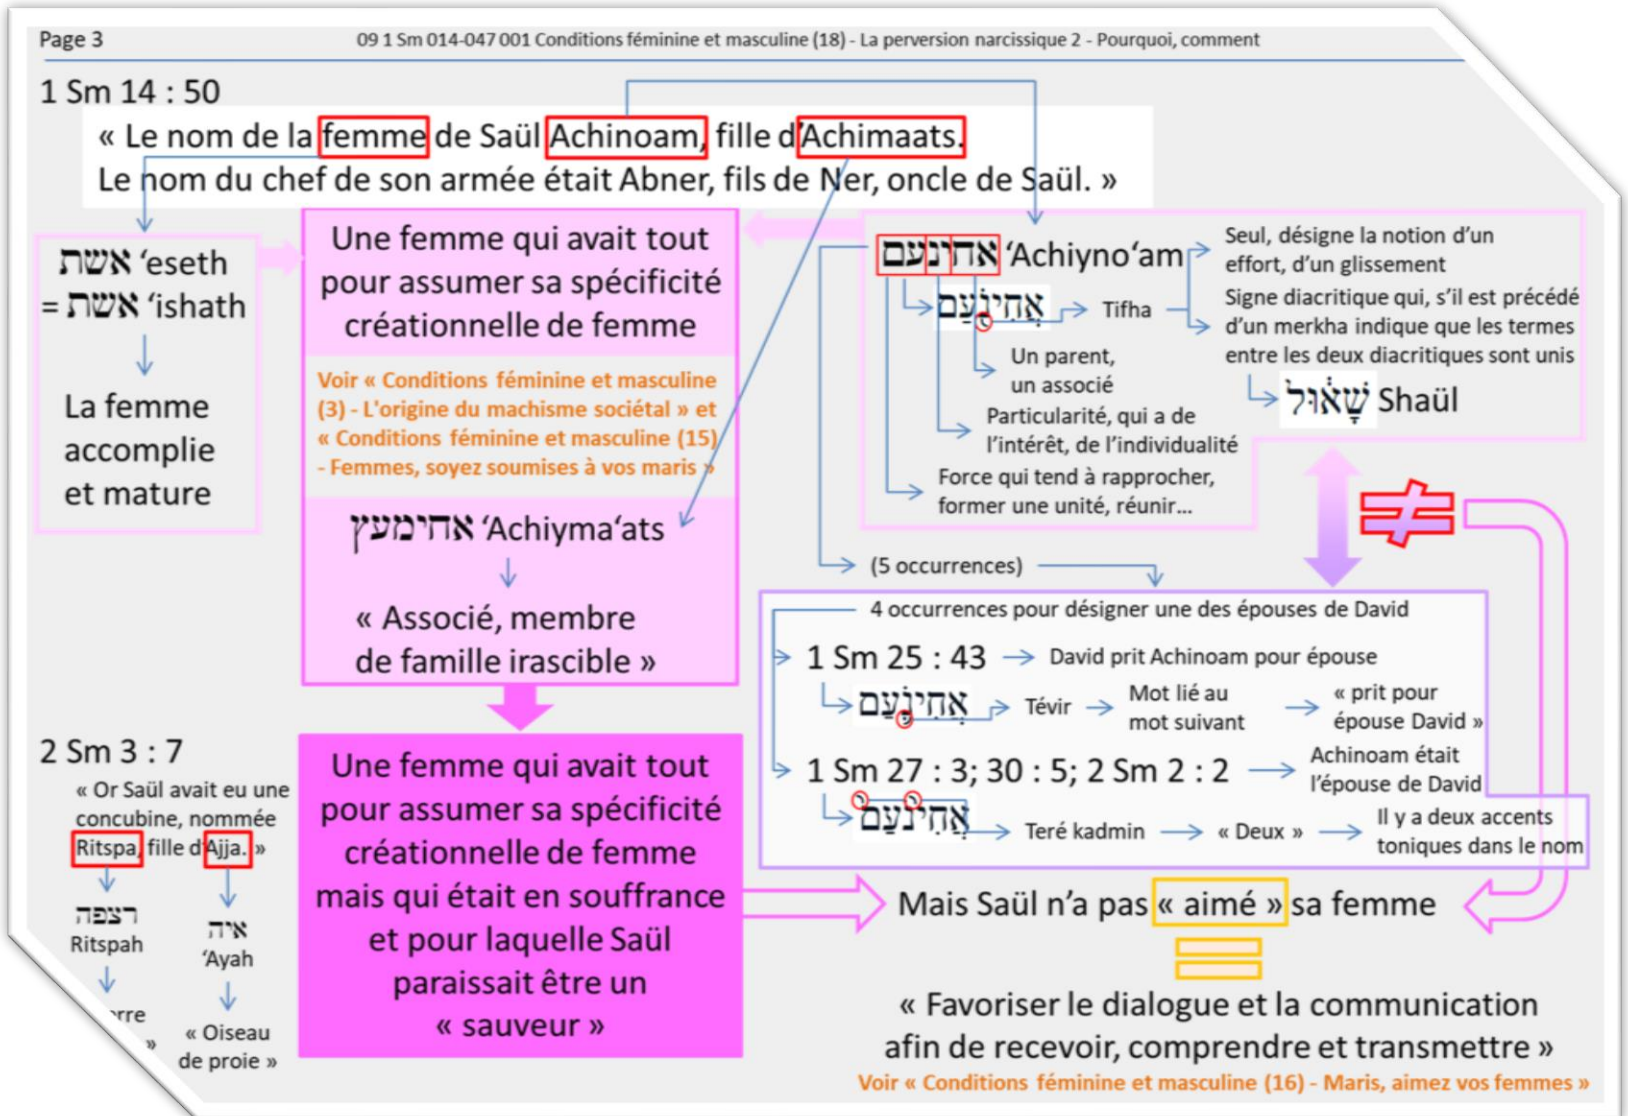 Page 3
09 1 Sm 014-047 001 Conditions féminine et masculine (18) - La perversion narcissique 2 - Pourquoi, comment
1 Sm 14 : 50
« Le nom de la femme de Saül Achinoam, fille d'Achimaats.
Le nom du chef de son armée était Abner, fils de Ner, oncle de Saül. »
אשת ‘eseth
= אשת ‘ishath
La femme
accomplie
et mature
Une femme qui avait tout
pour assumer sa spécificité
créationnelle de femme
Voir « Conditions féminine et masculine
(3) - L'origine du machisme sociétal » et
« Conditions féminine et masculine (15)
- Femmes, soyez soumises à vos maris »
אחימעץ ‘Achiyma‘ats
« Associé, membre
de famille irascible »
אחינעם ‘Achiyno‘am
אֲחִינֹ֖עַם
Tifha
Seul, désigne la notion d'un
effort, d'un glissement
Signe diacritique qui, s'il est précédé
d'un merkha indique que les termes
entre les deux diacritiques sont unis
שָׁא֔וּל Shaül
Un parent,
un associé
Particularité, qui a de
l'intérêt, de l'individualité
Force qui tend à rapprocher,
former une unité, réunir...
(5 occurrences)
4 occurrences pour désigner une des épouses de David
1 Sm 25 : 43
David prit Achinoam pour épouse
אֲחִינֹ֛עַם
Tévir
Mot lié au
mot suivant
« prit pour
épouse David »
1 Sm 27 : 3; 30 : 5; 2 Sm 2 : 2
Achinoam était
l'épouse de David
אֲחִינֹ֙עַם֙
Teré kadmin
« Deux »
Il y a deux accents
toniques dans le nom
2 Sm 3 : 7
« Or Saül avait eu une
concubine, nommée
Ritspa, fille d'Ajja. »
רצפה
Ritspah
איה
‘Ayah
« Oiseau
de proie »
Une femme qui avait tout
pour assumer sa spécificité
créationnelle de femme
mais qui était en souffrance
et pour laquelle Saül
paraissait être un
« sauveur »
Mais Saül n'a pas « aimé » sa femme
« Favoriser le dialogue et la communication
afin de recevoir, comprendre et transmettre »
Voir « Conditions féminine et masculine (16) - Maris, aimez vos femmes »